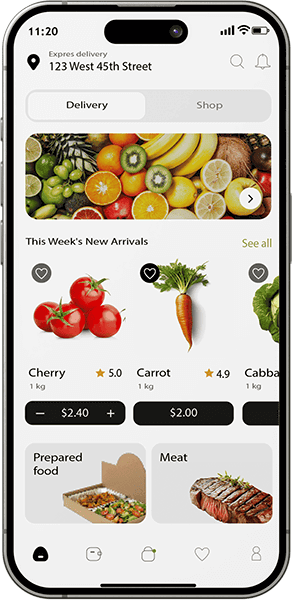 11:20
Expres delivery
123 West 45th Street
Delivery
Shop
This Week's New Arrivals
See all
Cherry
5.0
1 kg
Carrot
4.9
1 kg
Cabba
1 kg
− $2.40 +
$2.00
Prepared
food
Meat